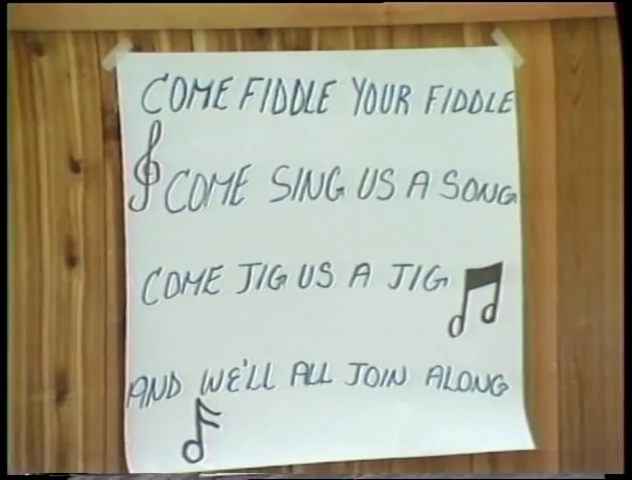 COME FIDDLE YOUR FIDDLE
COME SING US A SONG
COME JIG US A JIG
AND WE'LL ALL JOIN ALONG